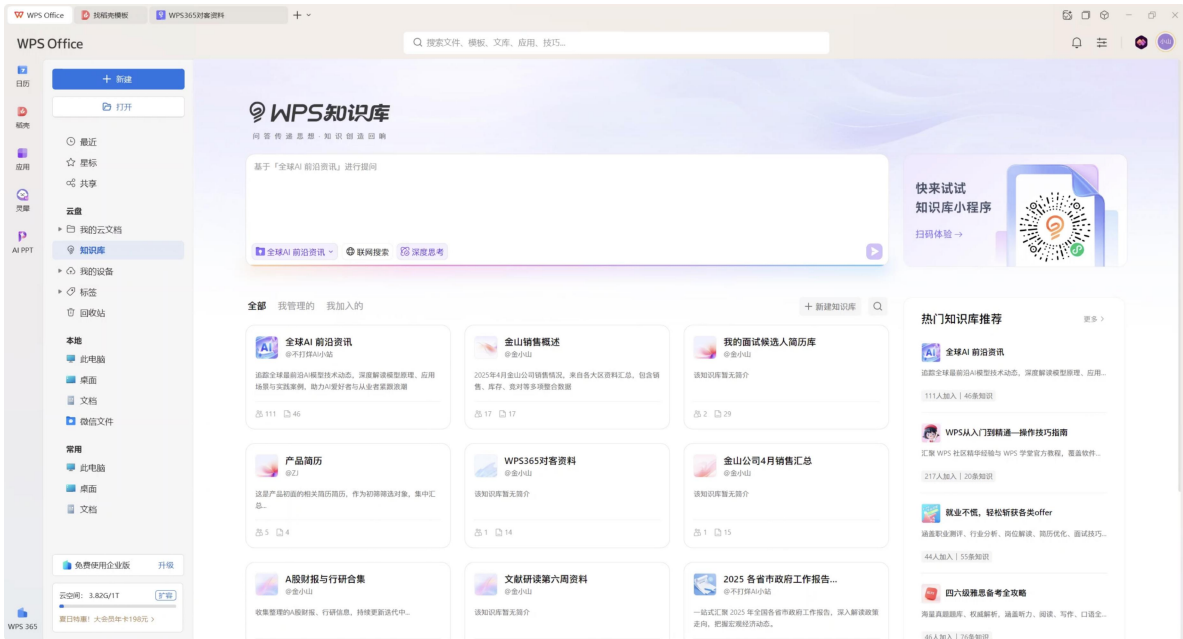 WPS Office
找稻壳模板
WPS365对客资料
WPS Office
搜索文件、模板、文库、应用、技巧...
小山
日历
稻壳
应用
灵犀
AI PPT
WPS 365
+ 新建
打开
最近
星标
共享
云盘
我的云文档
知识库
我的设备
标签
回收站
本地
此电脑
桌面
文档
微信文件
常用
此电脑
桌面
文档
免费使用企业版 升级
云空间: 3.82G/1T 扩容
夏日特惠!大会员年卡198元 >
WPS知识库
问答传递思想·知识创造回响
基于「全球AI 前沿资讯」进行提问
全球AI 前沿资讯 联网搜索 深度思考
快来试试
知识库小程序
扫码体验→
全部 我管理的 我加入的
+ 新建知识库
AI
全球AI 前沿资讯
@不打烊AI小站
追踪全球最前沿AI模型技术动态,深度解读模型原理、应用
场景与实践案例,助力AI爱好者与从业者紧跟浪潮
111 46
金山销售概述
@金小山
2025年4月金山公司销售情况,来自各大区资料汇总,包含销
售、库存、竞对等多项整合数据
17 17
我的面试候选人简历库
@金小山
该知识库暂无简介
2 29
产品简历
@ZJ
这是产品初面的相关简历简历,作为初筛筛选对象,集中汇
总...
5 4
WPS365对客资料
@金小山
该知识库暂无简介
1 14
金山公司4月销售汇总
@金小山
该知识库暂无简介
1 15
A股财报与行研合集
@金小山
收集整理的A股财报、行研信息,持续更新迭代中...
文献研读第六周资料
@金小山
该知识库暂无简介
2025 各省市政府工作报告...
@不打烊AI小站
一站式汇聚 2025 年全国各省市政府工作报告,深入解读政策
走向,把握宏观经济动态。
热门知识库推荐 更多 >
AI
全球AI 前沿资讯
追踪全球最前沿AI模型技术动态,深度解读模型原理、应用...
111人加入 | 46条知识
WPS从入门到精通—操作技巧指南
汇聚 WPS 社区精华经验与 WPS 学堂官方教程,覆盖软件...
217人加入 | 20条知识
就业不慌,轻松斩获各类offer
涵盖职业测评、行业分析、岗位解读、简历优化、面试技巧...
44人加入 | 55条知识
四六级雅思备考全攻略
海量真题题库、权威解析,涵盖听力、阅读、写作、口语全...
46人加入 | 76条知识